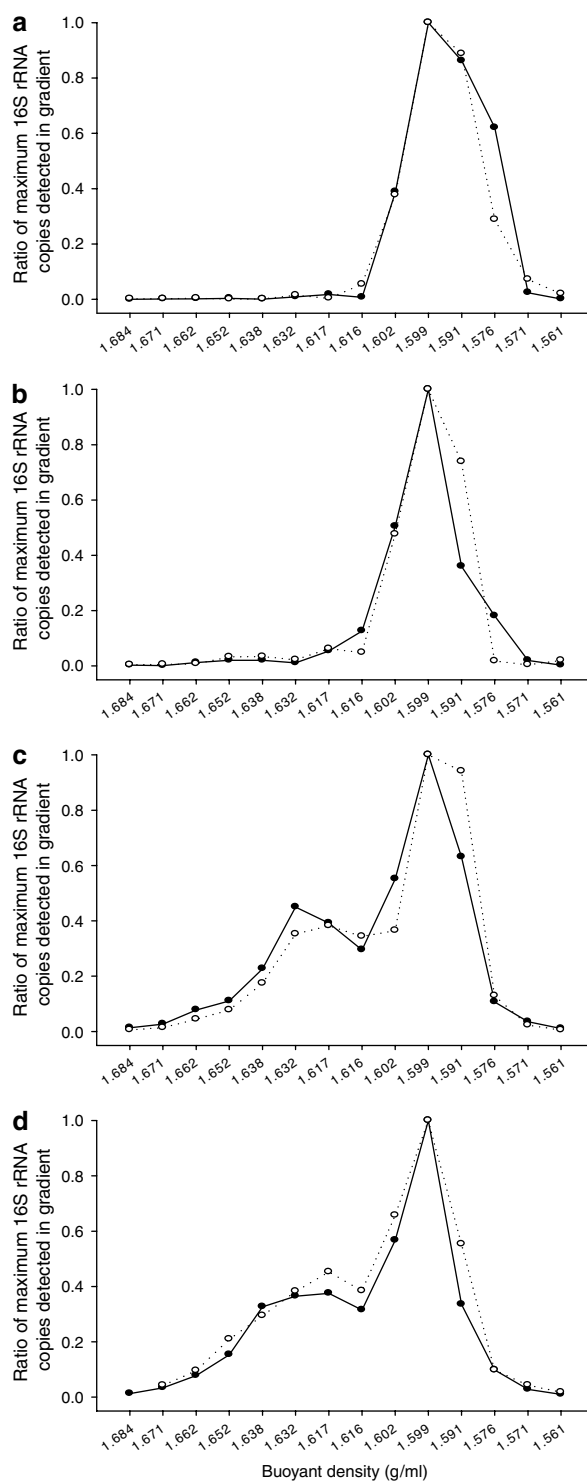 a
Ratio of maximum 16S rRNA
copies detected in gradient
1.0
0.8
0.6
0.4
0.2
0.0
1.684 1.671 1.662 1.652 1.638 1.632 1.617 1.616 1.602 1.599 1.591 1.576 1.571 1.561
b
Ratio of maximum 16S rRNA
copies detected in gradient
1.0
0.8
0.6
0.4
0.2
0.0
1.684 1.671 1.662 1.652 1.638 1.632 1.617 1.616 1.602 1.599 1.591 1.576 1.571 1.561
c
Ratio of maximum 16S rRNA
copies detected in gradient
1.0
0.8
0.6
0.4
0.2
0.0
1.684 1.671 1.662 1.652 1.638 1.632 1.617 1.616 1.602 1.599 1.591 1.576 1.571 1.561
d
Ratio of maximum 16S rRNA
copies detected in gradient
1.0
0.8
0.6
0.4
0.2
0.0
1.684 1.671 1.662 1.652 1.638 1.632 1.617 1.616 1.602 1.599 1.591 1.576 1.571 1.561
Buoyant density (g/ml)